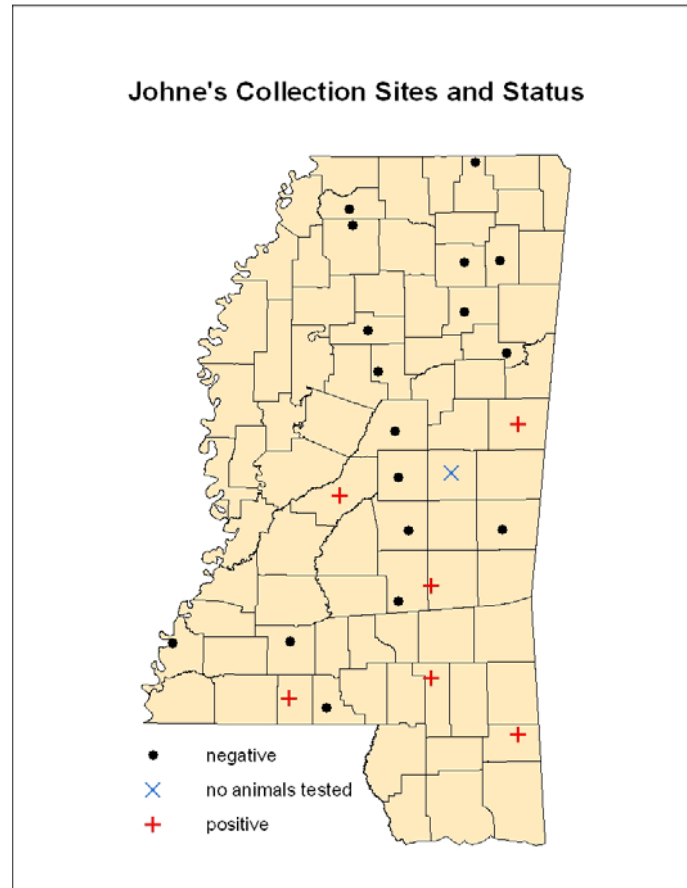 Johne's Collection Sites and Status
negative
no animals tested
positive